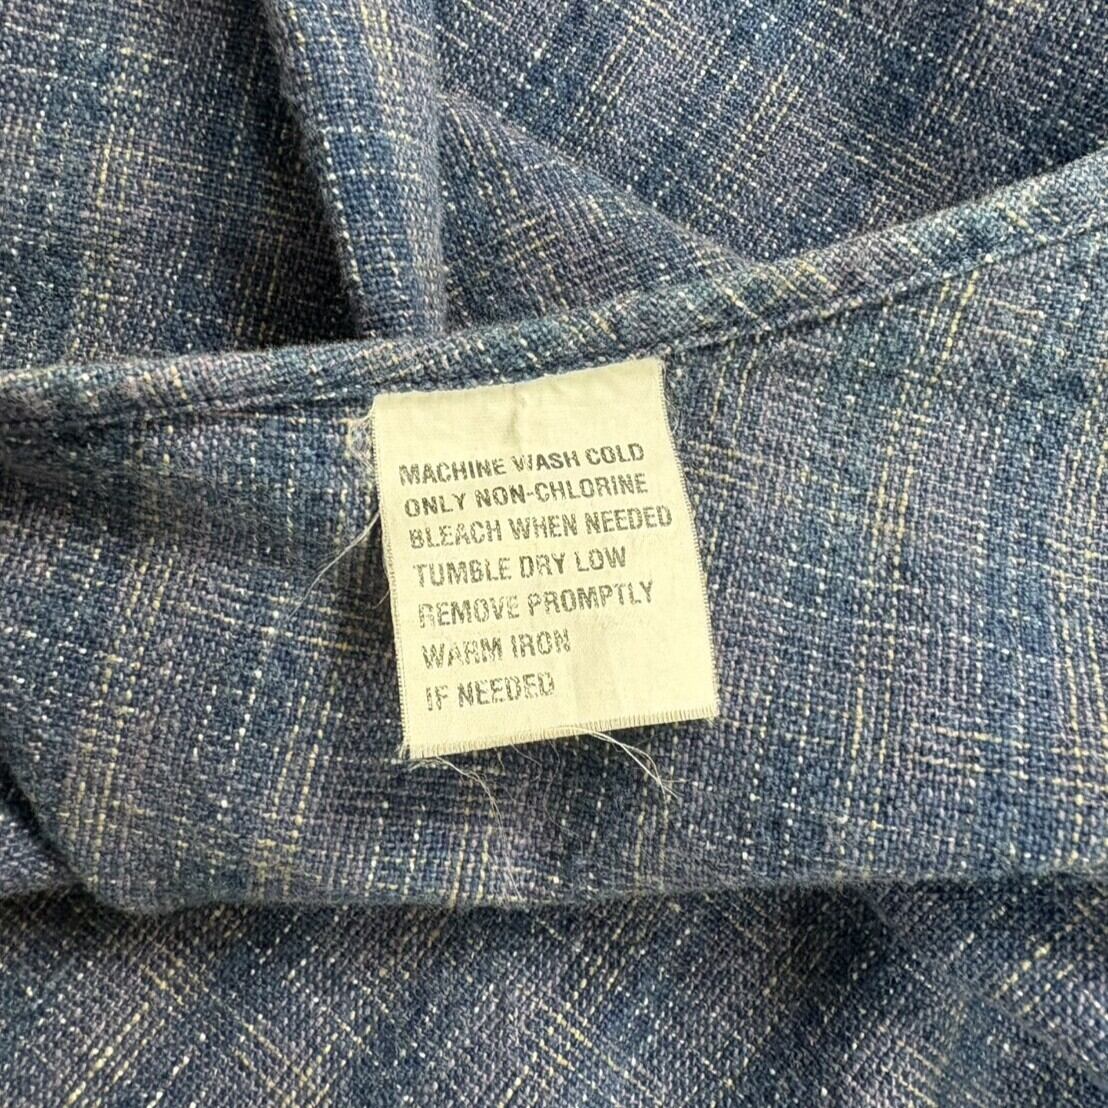 MACHINE WASH COLD
ONLY NON-CHLORINE
BLEACH WHEN NEEDED
TUMBLE DRY LOW
REMOVE PROMPTLY
WARM IRON
IF NEEDED